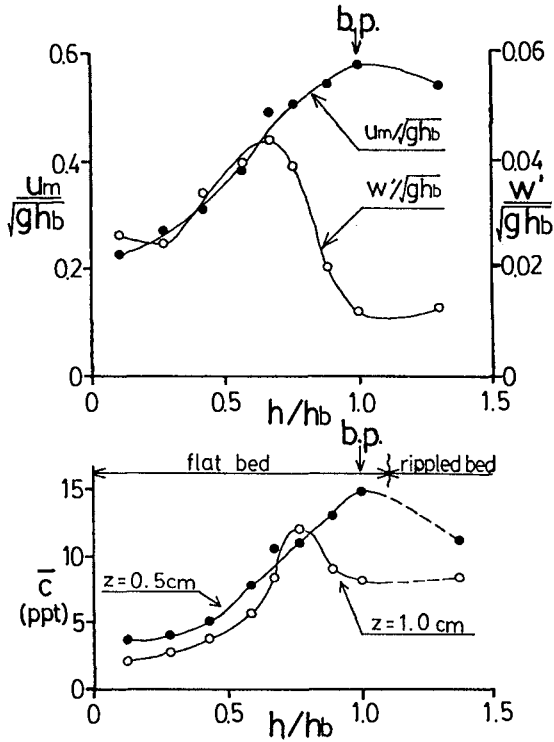 b.p.
0.6
0.4
0.2
0
um
√ghb
0.06
0.04
0.02
0
w'
√ghb
um/√ghb
w'/√ghb
0
0.5
1.0
1.5
h/hb
b.p.
flat bed
rippled bed
15
10
5
0
c̄
(ppt)
z=0.5cm
z=1.0cm
0
0.5
1.0
1.5
h/hb